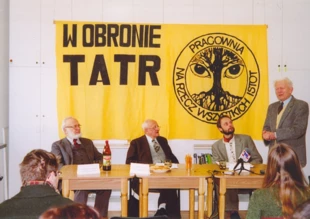 W OBRONIE
TATR
PRACOWNIA
NA RZECZ WSZYSTKICH ISTOT